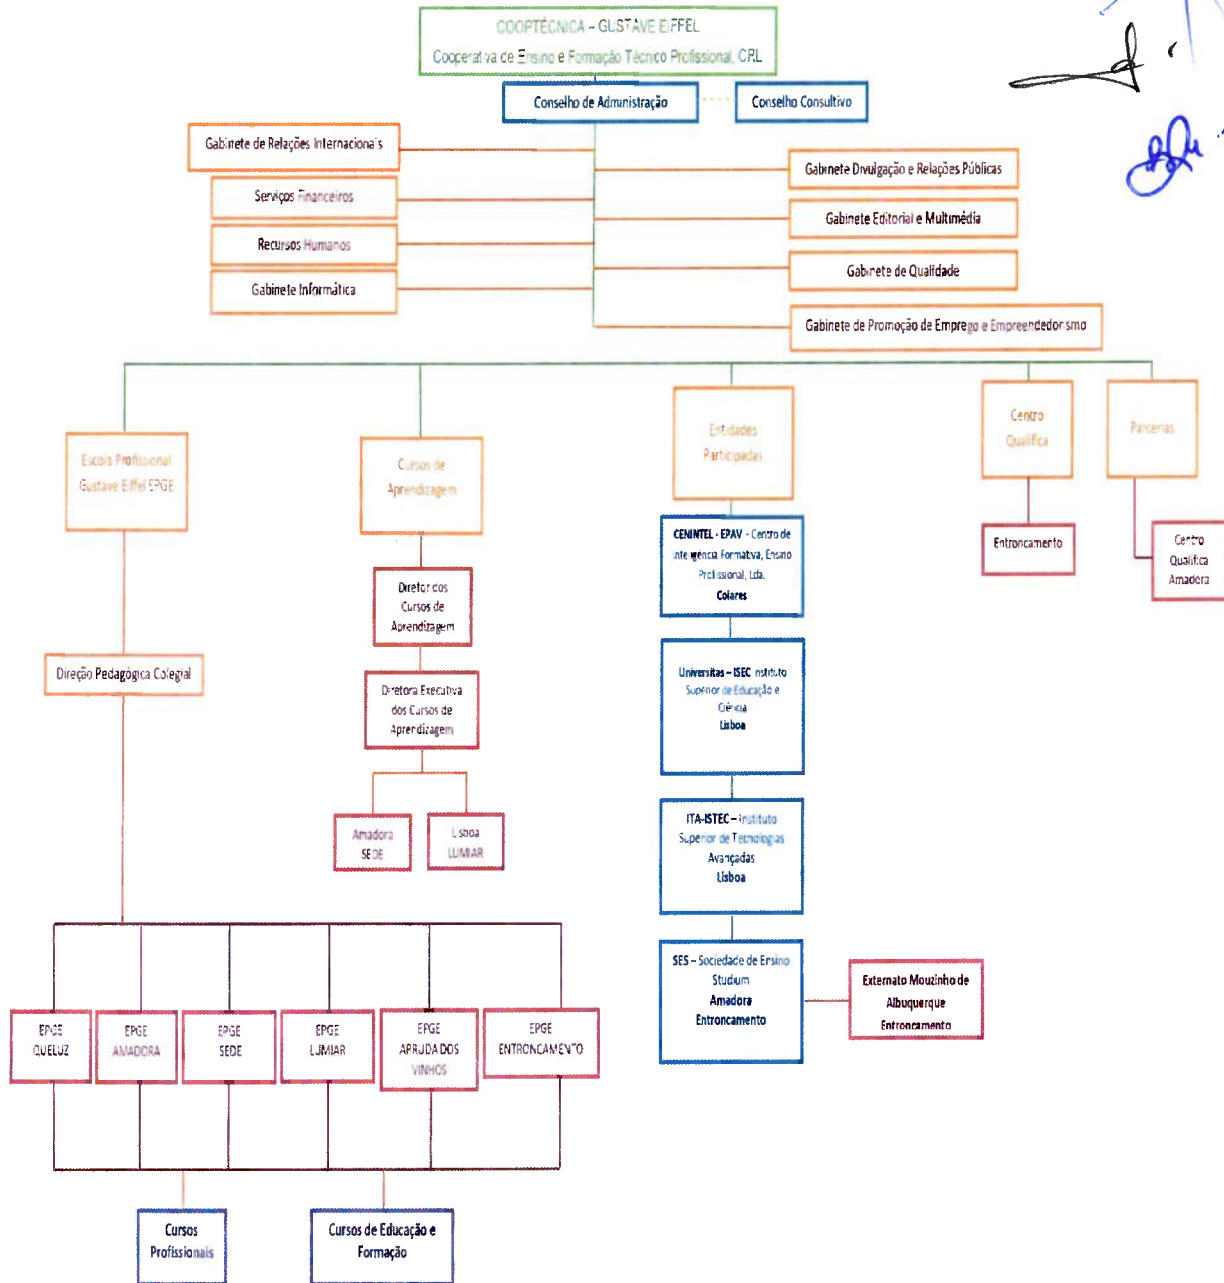 COOPTÉCNICA – GUSTAVE EIFFEL
Cooperativa de Ensino e Formação Técnico Profissional, CRL
Conselho de Administração
Conselho Consultivo
Gabinete de Relações Internacionais
Gabinete Divulgação e Relações Públicas
Serviços Financeiros
Gabinete Editorial e Multimédia
Recursos Humanos
Gabinete de Qualidade
Gabinete Informática
Gabinete de Promoção de Emprego e Empreendedorismo
Escola Profissional
Gustave Eiffel EPGE
Cursos de
Aprendizagem
Entidades
Participadas
Centro
Qualifica
Parcerias
Direção Pedagógica Colegial
Diretor dos
Cursos de
Aprendizagem
Diretora Executiva
dos Cursos de
Aprendizagem
Amadora
SEDE
Lisboa
LUMIAR
CENINTEL - EPAV - Centro de
Inteligência Formativa, Ensino
Profissional, Lda.
Colares
Universitas – ISEC Instituto
Superior de Educação e
Ciência
Lisboa
ITA-ISTEC – Instituto
Superior de Tecnologias
Avançadas
Lisboa
SES – Sociedade de Ensino
Studium
Amadora
Entroncamento
Externato Mouzinho de
Albuquerque
Entroncamento
Entroncamento
Centro
Qualifica
Amadora
EPGE
QUELUZ
EPGE
AMADORA
EPGE
SEDE
EPGE
LUMIAR
EPGE
ARRUDA DOS
VINHOS
EPGE
ENTRONCAMENTO
Cursos
Profissionais
Cursos de Educação e
Formação